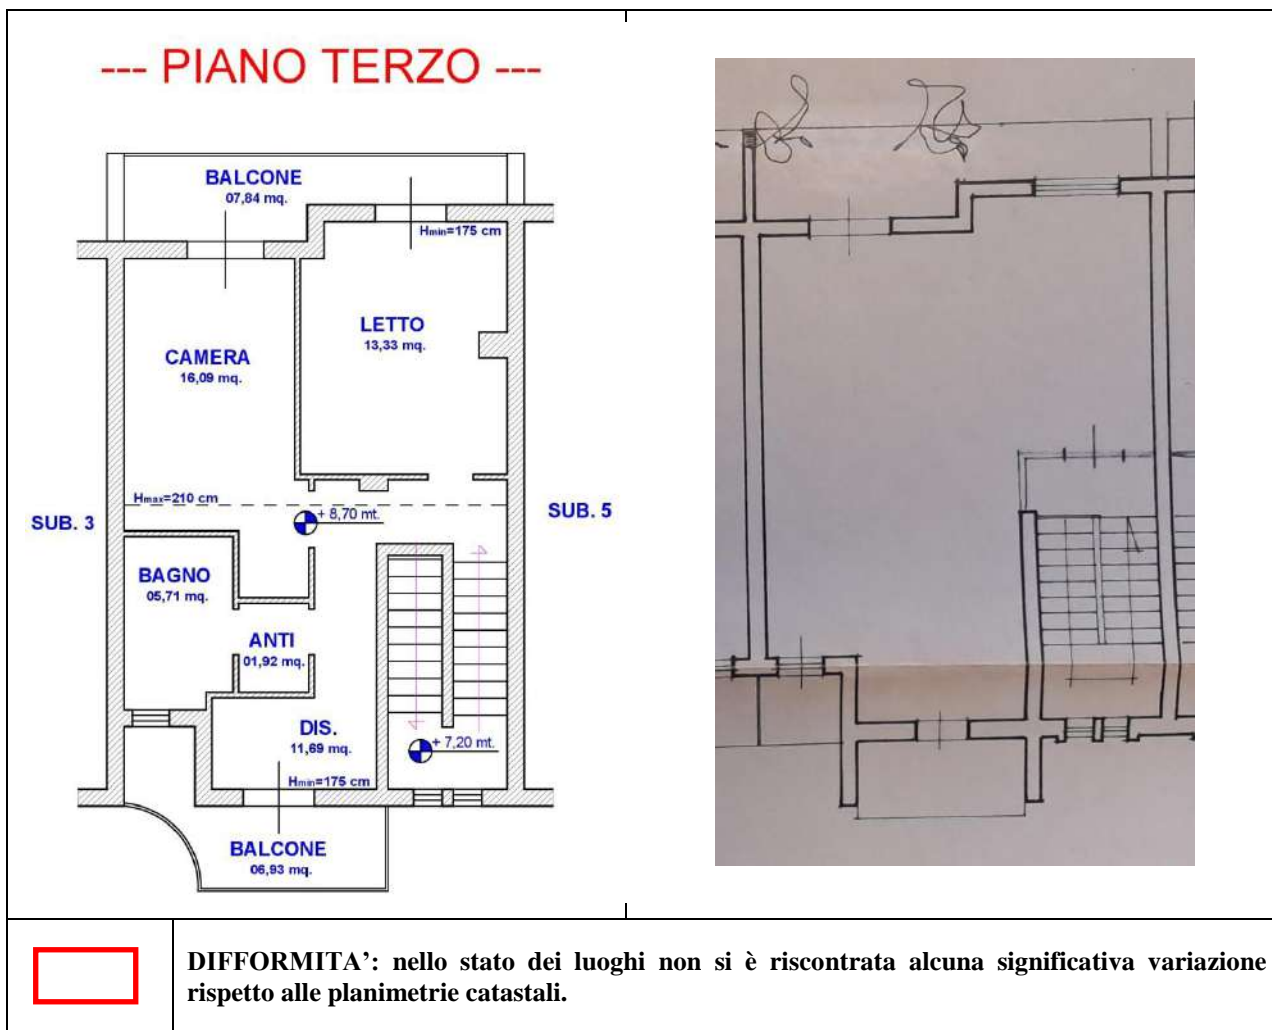 --- PIANO TERZO ---
BALCONE
07,84 mq.
Hmin=175 cm
LETTO
13,33 mq.
CAMERA
16,09 mq.
Hmax=210 cm
+ 8,70 mt.
SUB. 3
SUB. 5
BAGNO
05,71 mq.
ANTI
01,92 mq.
DIS.
11,69 mq.
+ 7,20 mt.
Hmin=175 cm
BALCONE
06,93 mq.
DIFFORMITA’: nello stato dei luoghi non si è riscontrata alcuna significativa variazione
rispetto alle planimetrie catastali.